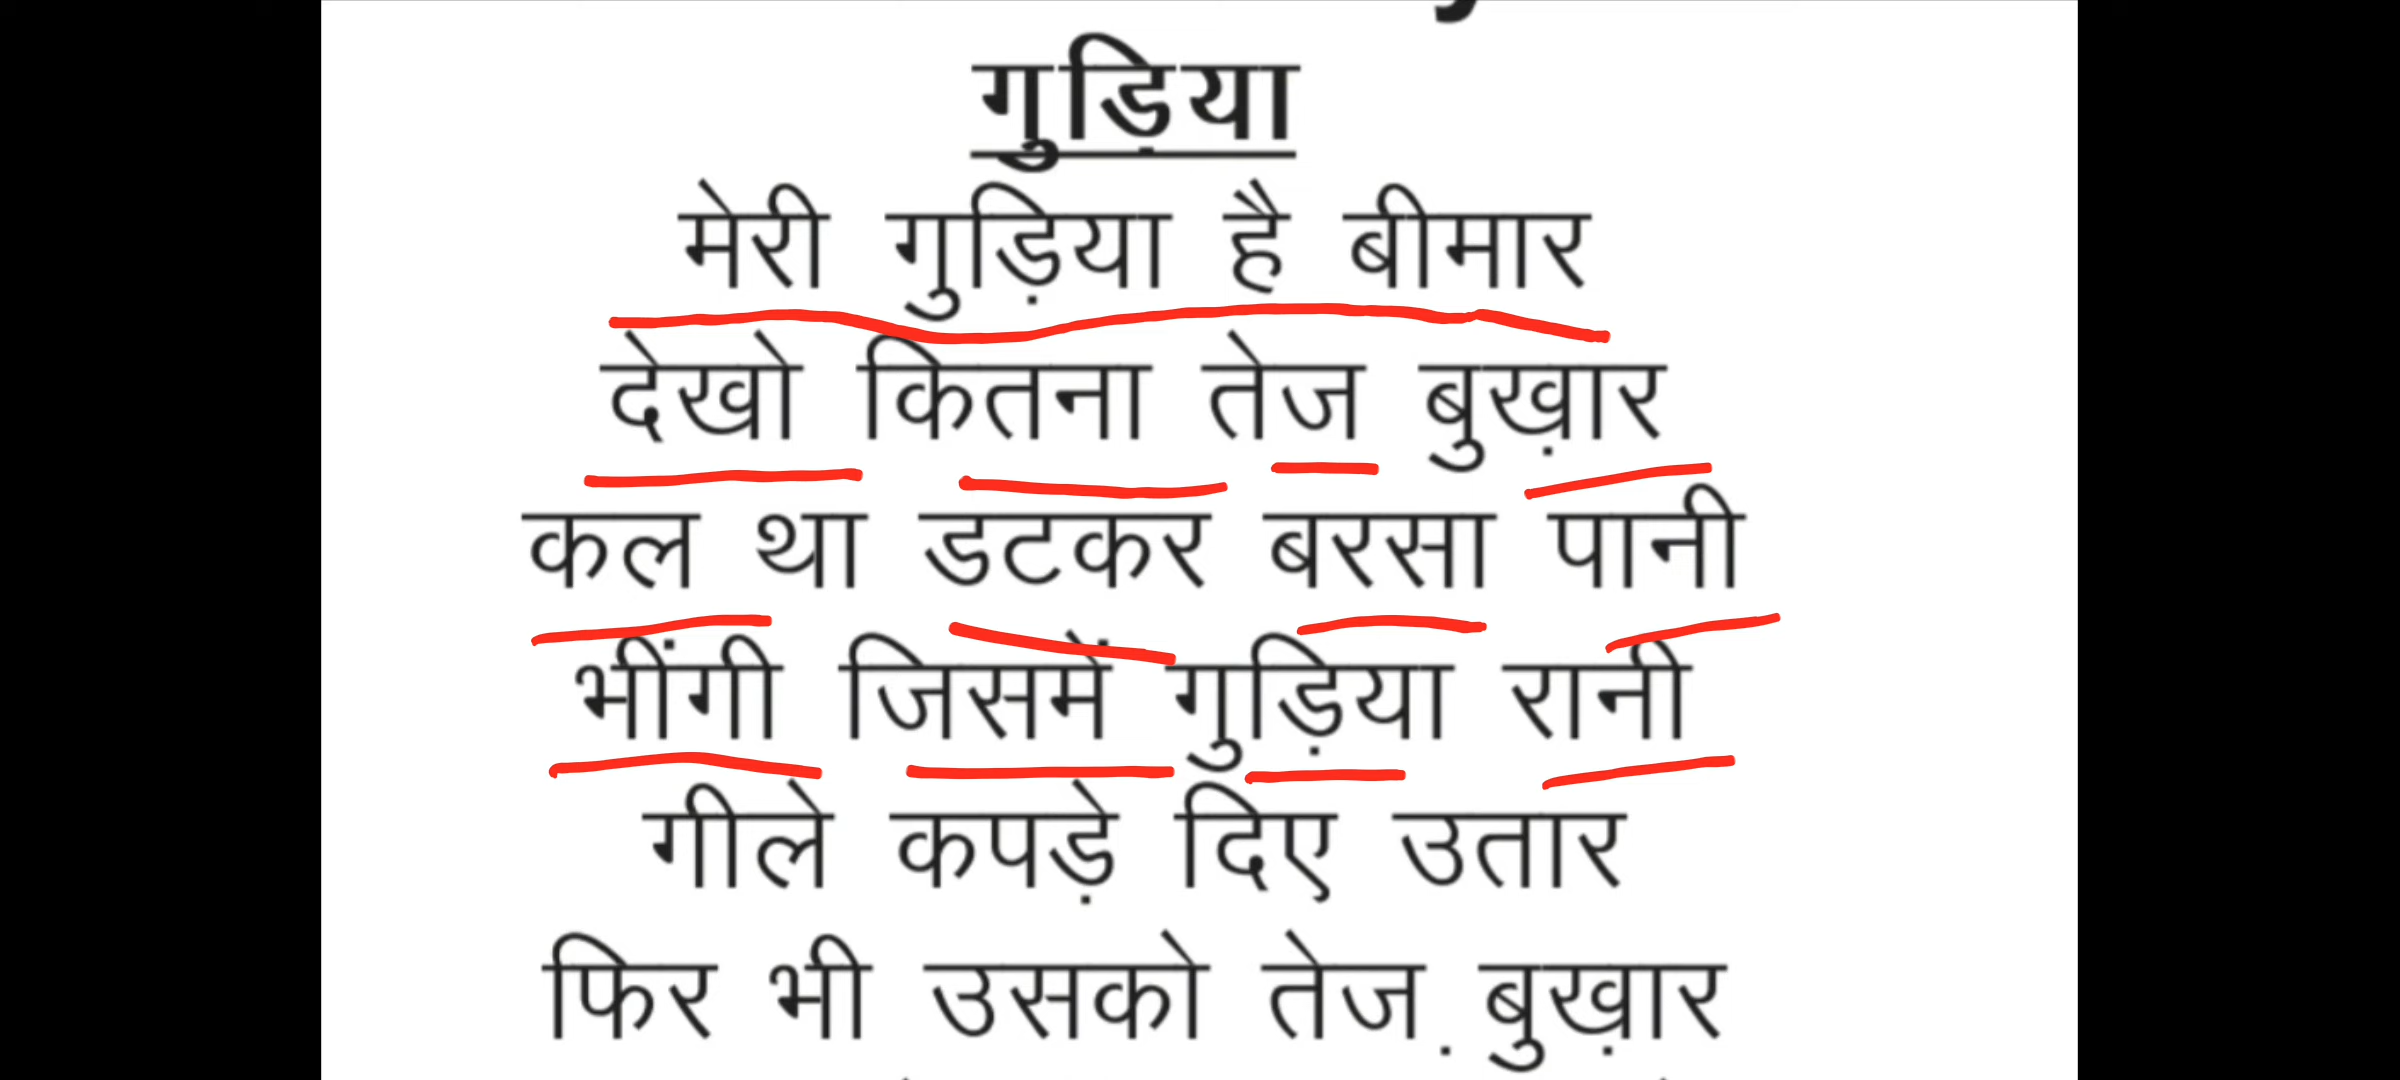 गुड़िया
मेरी गुड़िया है बीमार
देखो कितना तेज बुख़ार
कल था डटकर बरसा पानी
भींगी जिसमें गुड़िया रानी
गीले कपड़े दिए उतार
फिर भी उसको तेज़ बुख़ार